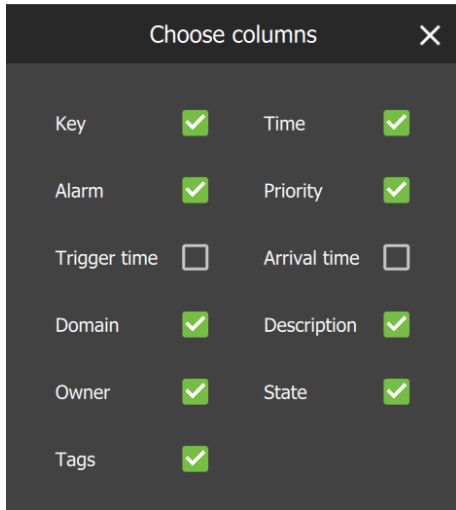 Choose columns
Key Time
Alarm Priority
Trigger time Arrival time
Domain Description
Owner State
Tags